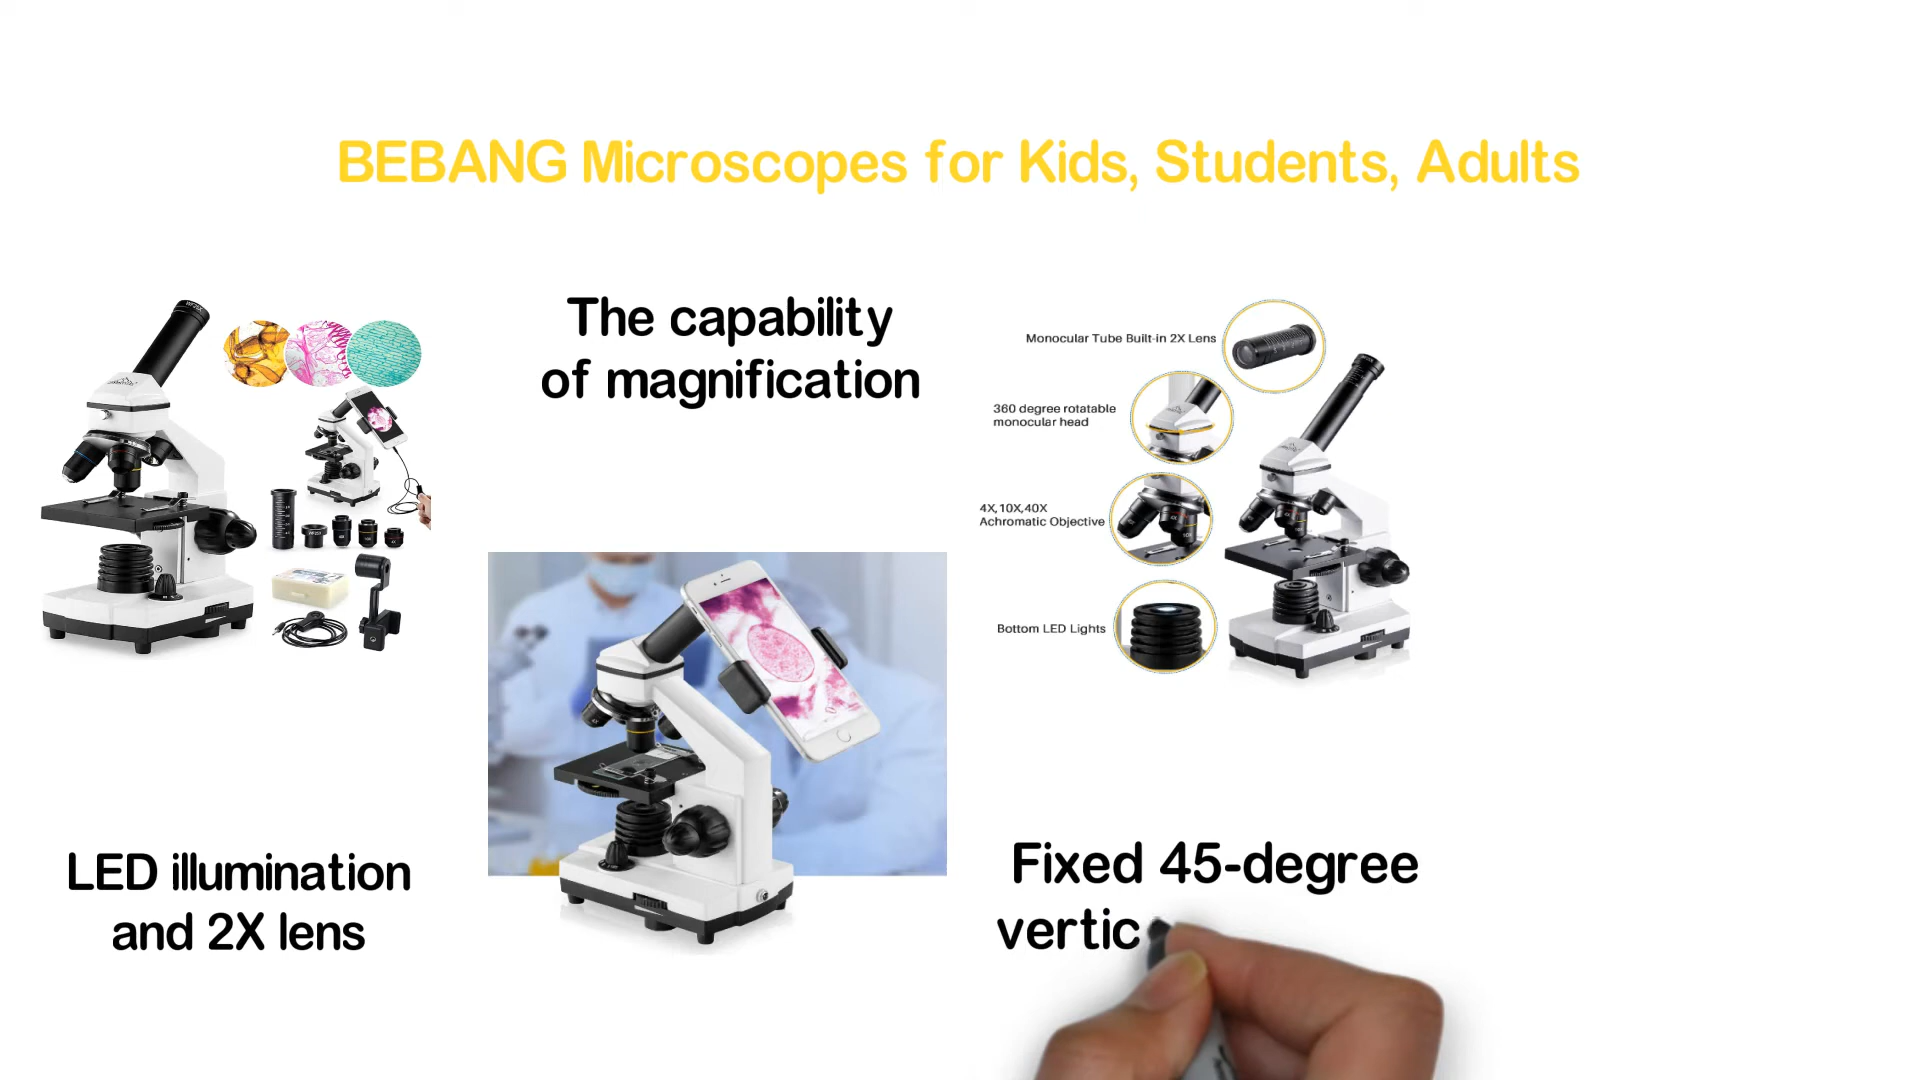 BEBANG Microscopes for Kids, Students, Adults
The capability
of magnification
Monocular Tube Built-in 2X Lens
360 degree rotatable
monocular head
4X,10X,40X
Achromatic Objective
Bottom LED Lights
LED illumination
and 2X lens
Fixed 45-degree
vertic